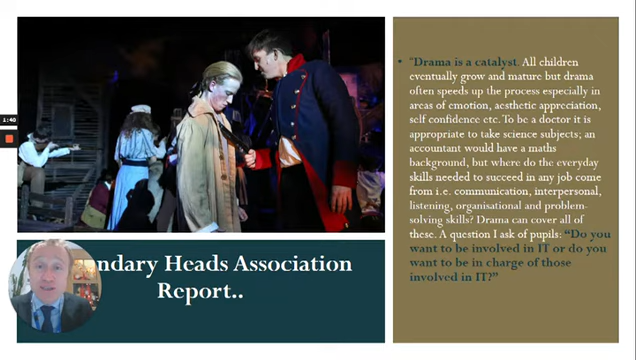 1:40
ndary Heads Association
Report..
• "Drama is a catalyst. All children
eventually grow and mature but drama
often speeds up the process especially in
areas of emotion, aesthetic appreciation,
self confidence etc. To be a doctor it is
appropriate to take science subjects; an
accountant would have a maths
background, but where do the everyday
skills needed to succeed in any job come
from i.e. communication, interpersonal,
listening, organisational and problem-
solving skills? Drama can cover all of
these. A question I ask of pupils: "Do you
want to be involved in IT or do you
want to be in charge of those
involved in IT?"